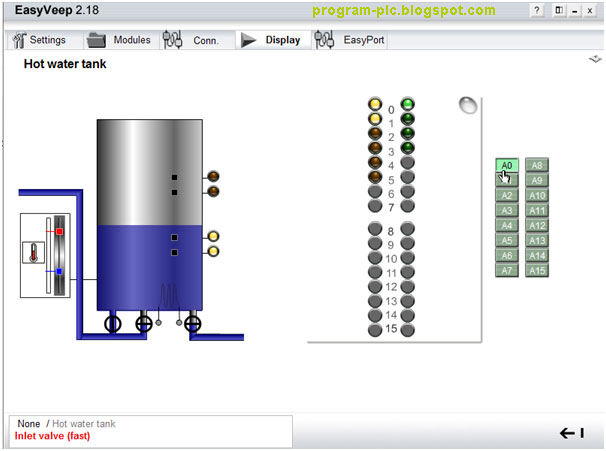 EasyVeep 2.18
program-pic.blogspot.com
?
x
Settings
Modules
Conn.
Display
EasyPort
Hot water tank
0
1
2
3
4
5
6
7
8
9
10
11
12
13
14
15
A0 A8
A9
A2 A10
A3 A11
A4 A12
A5 A13
A6 A14
A7 A15
None / Hot water tank
Inlet valve (fast)